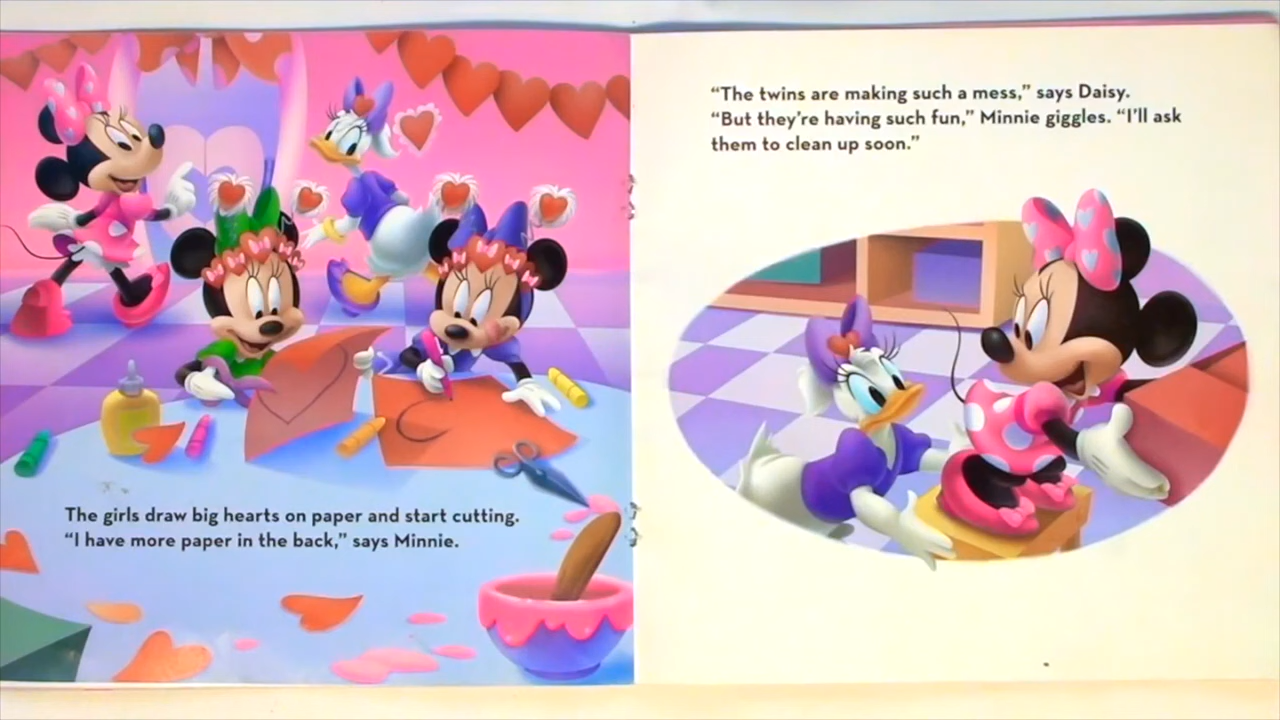 The girls draw big hearts on paper and start cutting.
“I have more paper in the back,” says Minnie.
“The twins are making such a mess,” says Daisy.
“But they’re having such fun,” Minnie giggles. “I’ll ask
them to clean up soon.”